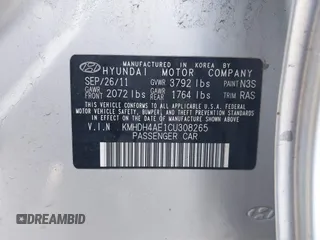 MANUFACTURED IN KOREA BY
HYUNDAI MOTOR COMPANY
SEP/26/11 GVWR 3792 lbs PAINT N3S
GAWR FRONT 2072 lbs GAWR REAR 1764 lbs TRIM RAS
THIS VEHICLE CONFORMS TO ALL APPLICABLE U.S. FEDERAL
MOTOR VEHICLE SAFETY, BUMPER, AND THEFT PREVENTION
STANDARDS IN EFFECT ON THE DATE OF MANUFACTURE SHOWN
ABOVE.
V.I.N. KMHDH4AE1CU308265
PASSENGER CAR
DREAMBID